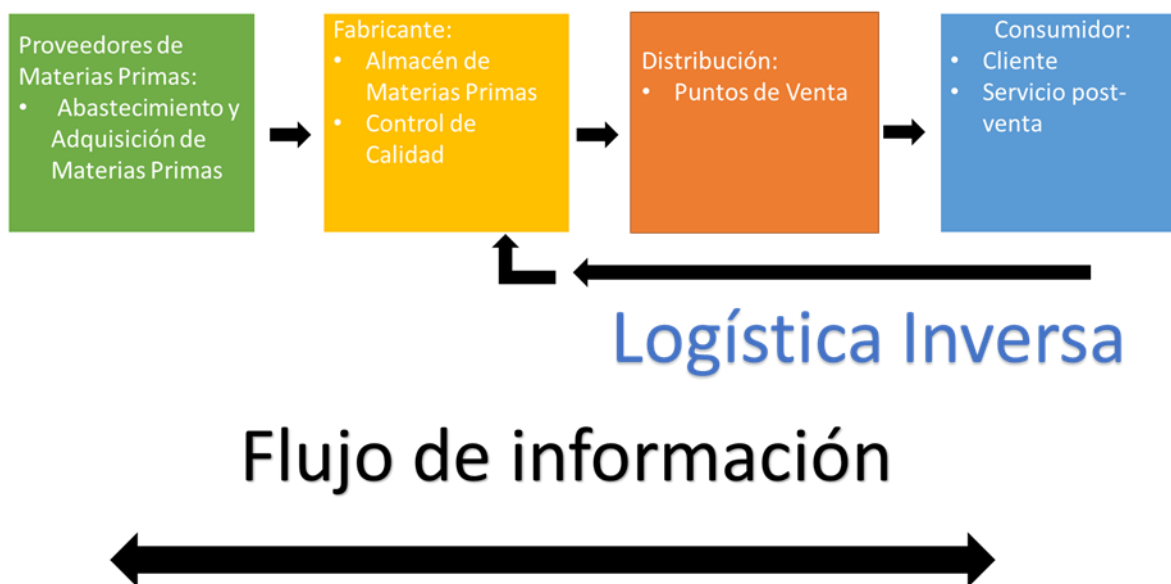 Proveedores de
Materias Primas:
• Abastecimiento y
Adquisición de
Materias Primas
Fabricante:
• Almacén de
Materias Primas
• Control de
Calidad
Distribución:
• Puntos de Venta
Consumidor:
• Cliente
• Servicio post-
venta
Logística Inversa
Flujo de información